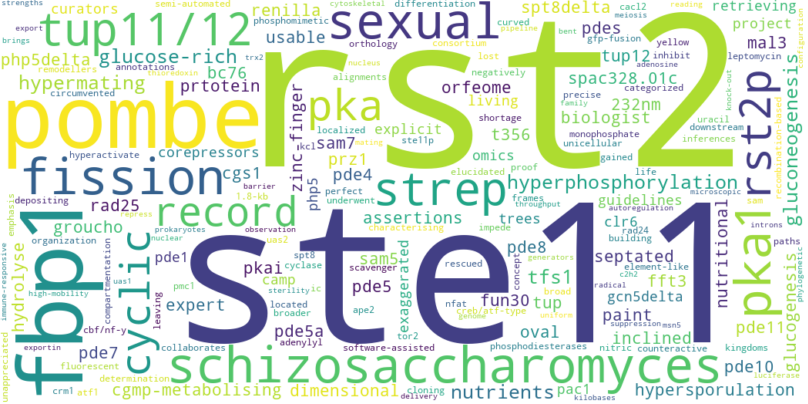 strengths
export
curators
tup11/12
semi-automated
phosphomimetic
cytoskeletal
differentiation
orthology
consortium
sexual
renilla
usable
curved
pipeline
bent
gfp-fusion
spt8delta
pdes
cacl2
meiosis
reading
retrieving
project
mal3
brings
glucose-rich
annotations
php5delta
remodellers
hypermating
circumvented
bc76
prtotein
thioredoxin
trx2
nucleus
alignments
lost
negatively
tup12
inhibit
yellow
adenosine
leptomycin
spac328.01c
precise
categorized
family
uracil
downstream
monophosphate
inferences
unicellular
knock-out
recombination-based
configuration
pombe
rst2
rst2p
gluconeogenesis
zinc-finger
pka
orfeome
living
232nm
biologist
shortage
explicit
t356
localized
kcl
mating
ste11p
omics
gained
life
elucidated
proof
hyperactivate
corepressors
sam7
prz1
fission
cgs1
barrier
1.8-kb
php5
pde4
perfect
underwent
repress
strep
hyperphosphorylation
frames
throughput
autoregulation
sam
microscopic
depositing
rad25
record
assertions
trees
guidelines
rad24
building
introns
paths
phylogenetic
emphasis
organization
groucho
prokaryotes
observation
nuclear
uas2
characterising
impede
generators
concept
clr6
element-like
c2h2
nutritional
pka1
glucogenesis
immune-responsive
high-mobility
fbp1
hydrolyse
uas1
pde1
compartmentation
cyclic
ste11
spt8
cyclase
scavenger
sam5
rescued
septated
pde8
tfs1
gcn5delta
fft3
radical
pmc1
located
broader
sterility
ic
camp
pkai
pde5
exaggerated
nfat
broad
genome
uniform
suppression
msn5
expert
leaving
cbf/nf-y
ape2
creb/atf-type
tup
fun30
paint
inclined
pde11
unappreciated
exportin
pde7
collaborates
adenylyl
pde5a
tor2
software-assisted
phosphodiesterases
oval
nitric
counteractive
kingdoms
pde10
luciferase
crm1
fluorescent
determination
atf1
schizosaccharomyces
cgmp-metabolising
dimensional
nutrients
cloning
delivery
pac1
kilobases
hypersporulation